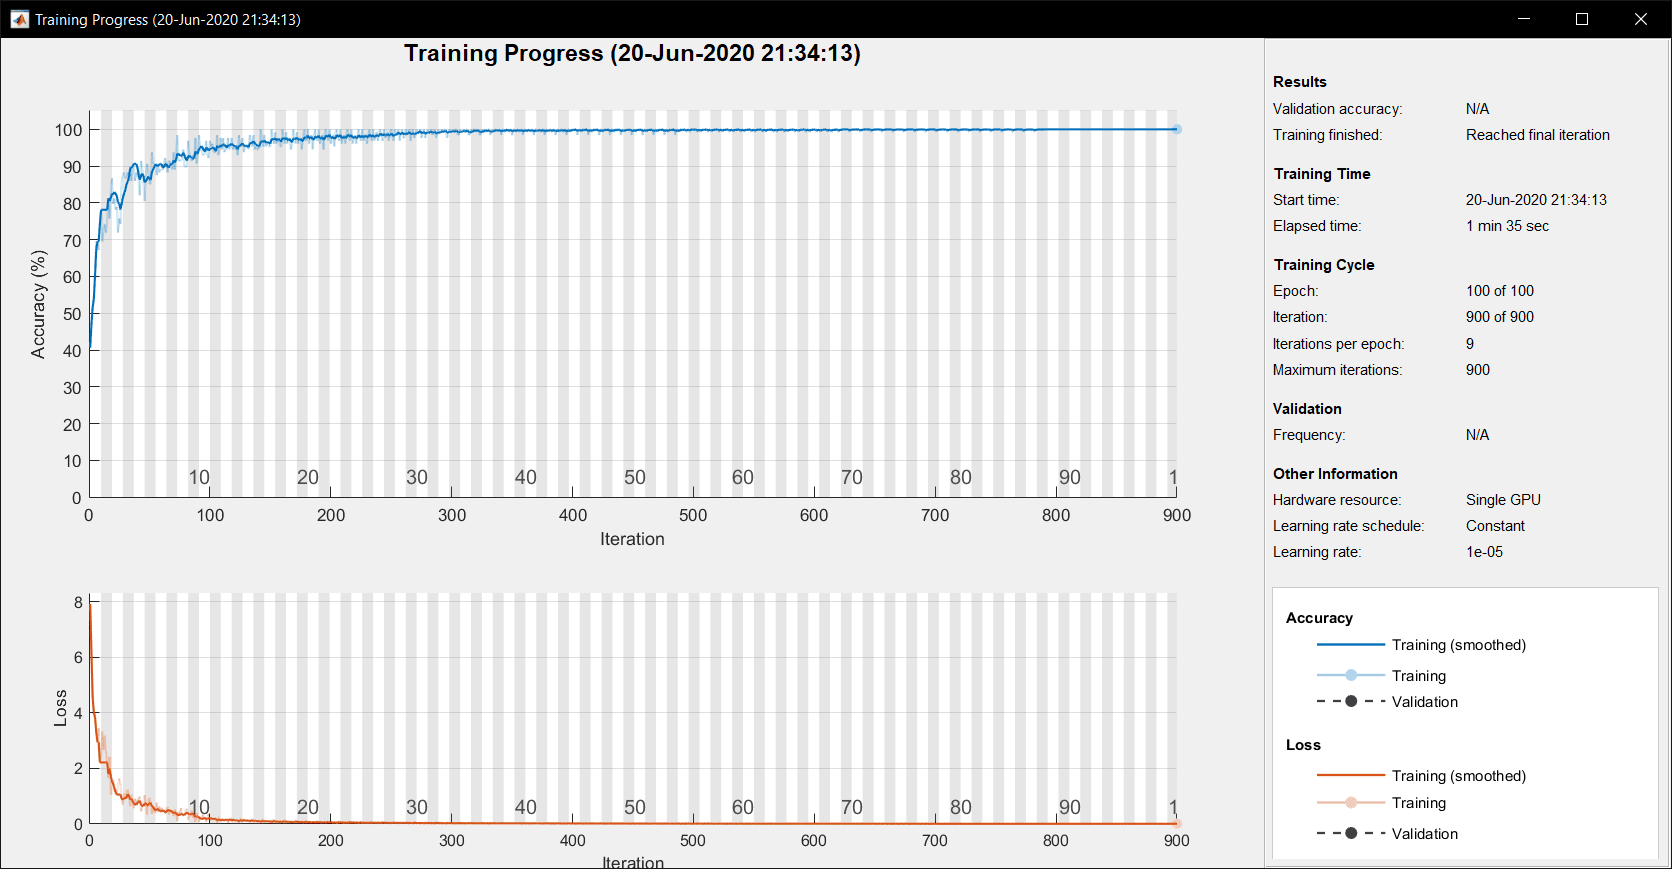 Training Progress (20-Jun-2020 21:34:13)
Training Progress (20-Jun-2020 21:34:13)
Accuracy (%)
100
90
80
70
60
50
40
30
20
10
0
10 20 30 40 50 60 70 80 90 1
0 100 200 300 400 500 600 700 800 900
Iteration
Loss
8
6
4
2
0
10 20 30 40 50 60 70 80 90 1
0 100 200 300 400 500 600 700 800 900
Iteration
Results
Validation accuracy: N/A
Training finished: Reached final iteration
Training Time
Start time: 20-Jun-2020 21:34:13
Elapsed time: 1 min 35 sec
Training Cycle
Epoch: 100 of 100
Iteration: 900 of 900
Iterations per epoch: 9
Maximum iterations: 900
Validation
Frequency: N/A
Other Information
Hardware resource: Single GPU
Learning rate schedule: Constant
Learning rate: 1e-05
Accuracy
Training (smoothed)
Training
Validation
Loss
Training (smoothed)
Training
Validation